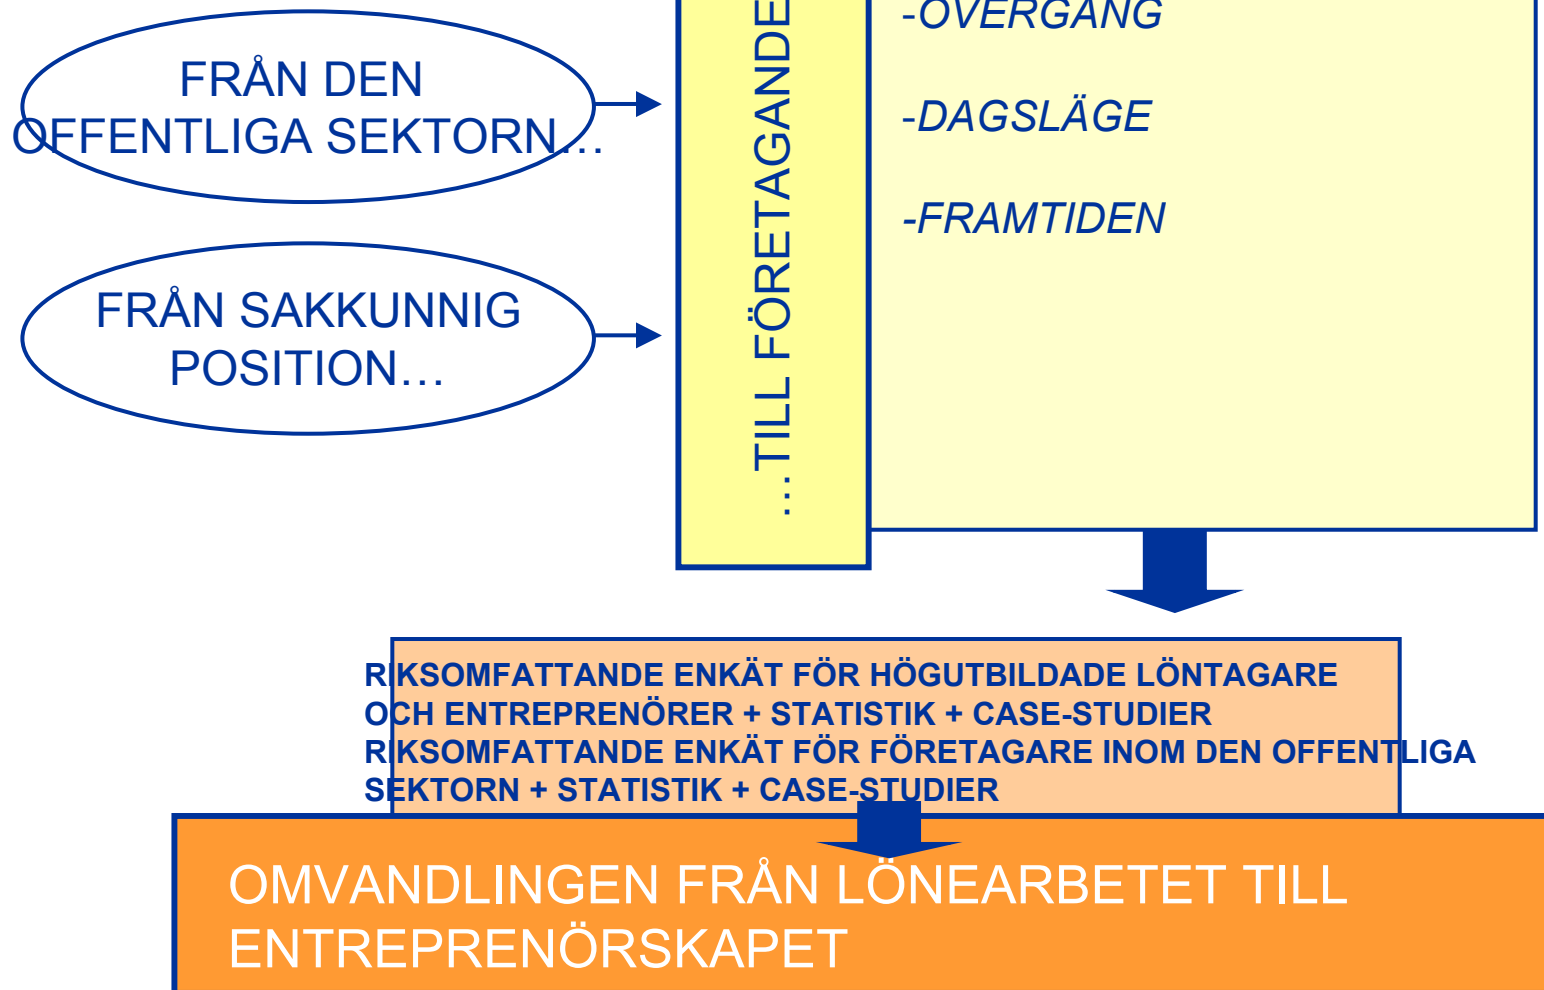 FRÅN DEN
OFFENTLIGA SEKTORN…
FRÅN SAKKUNNIG
POSITION…
…TILL FÖRETAGANDE
-ÖVERGÅNG
-DAGSLÄGE
-FRAMTIDEN
RIKSOMFATTANDE ENKÄT FÖR HÖGUTBILDADE LÖNTAGARE
OCH ENTREPRENÖRER + STATISTIK + CASE-STUDIER
RIKSOMFATTANDE ENKÄT FÖR FÖRETAGARE INOM DEN OFFENTLIGA
SEKTORN + STATISTIK + CASE-STUDIER
OMVANDLINGEN FRÅN LÖNEARBETET TILL
ENTREPRENÖRSKAPET